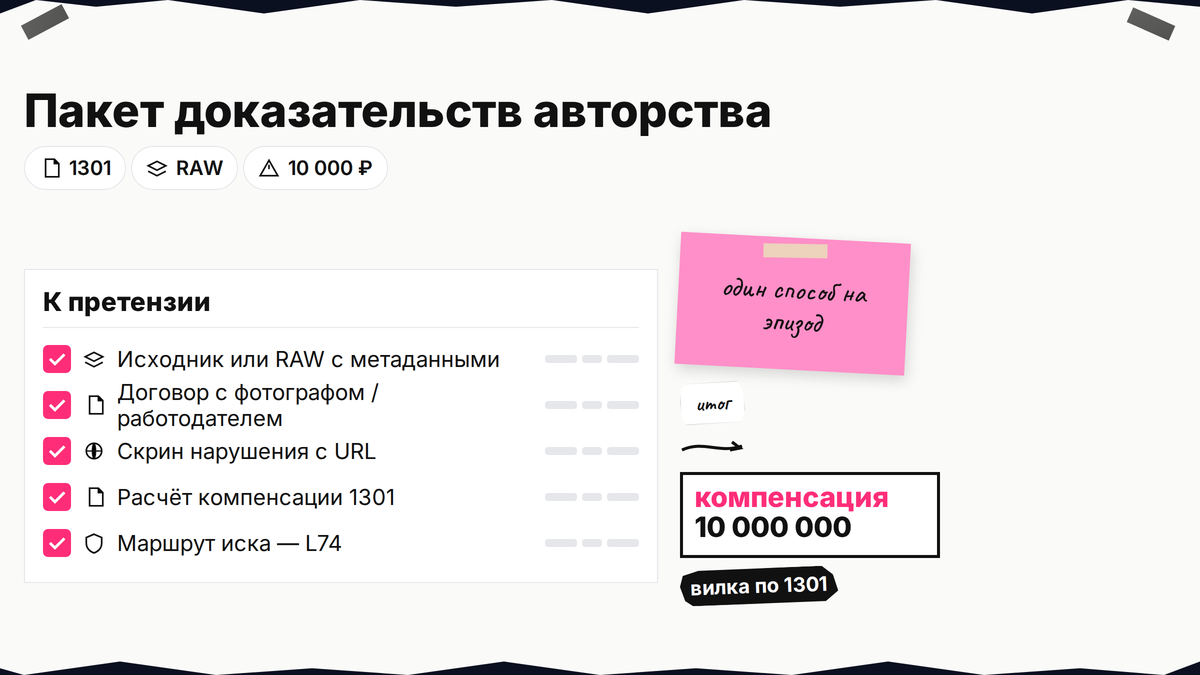 Пакет доказательств авторства
1301
RAW
10 000 ₽
К претензии
Исходник или RAW с метаданными
Договор с фотографом /
работодателем
Скрин нарушения с URL
Расчёт компенсации 1301
Маршрут иска — L74
один способ на
эпизод
итог
компенсация
10 000 000
вилка по 1301